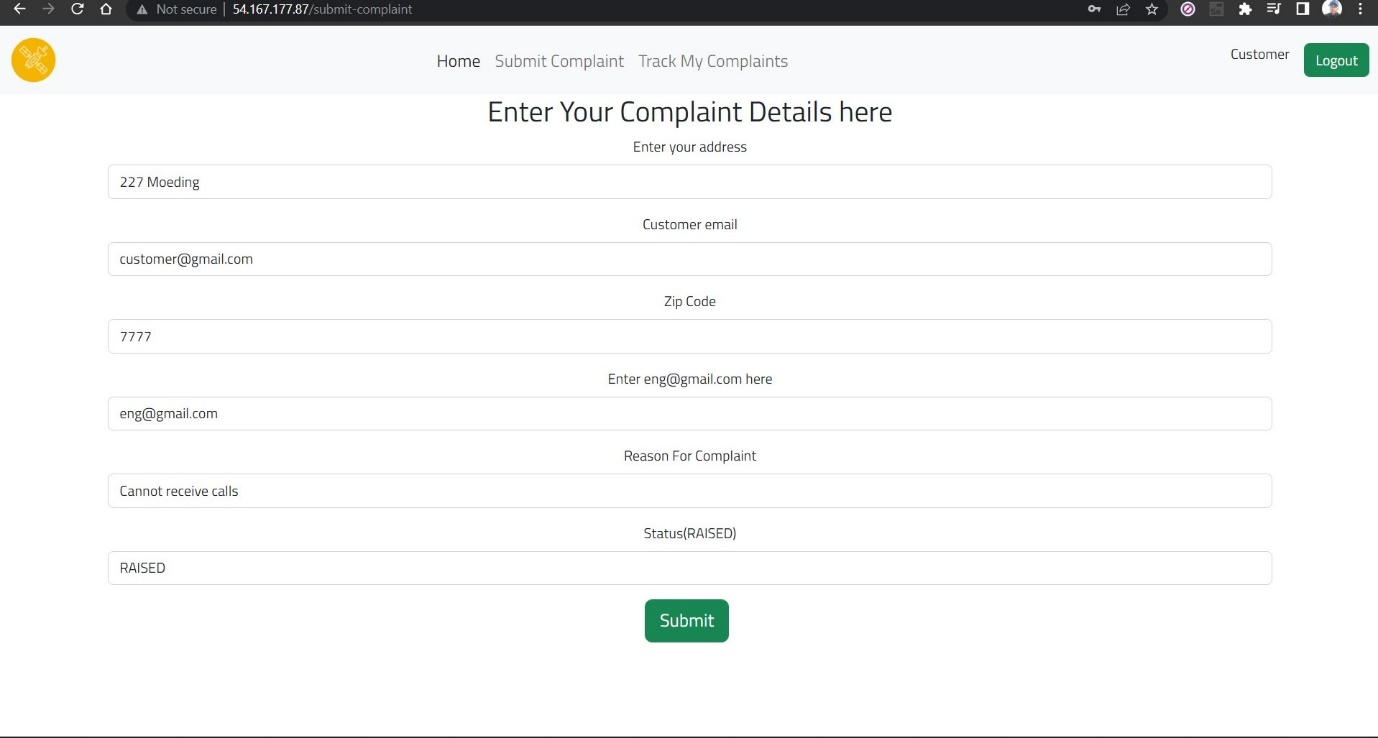 Not secure | 54.167.177.87/submit-complaint
Home Submit Complaint Track My Complaints Customer Logout
Enter Your Complaint Details here
Enter your address
227 Moeding
Customer email
customer@gmail.com
Zip Code
7777
Enter eng@gmail.com here
eng@gmail.com
Reason For Complaint
Cannot receive calls
Status(RAISED)
RAISED
Submit